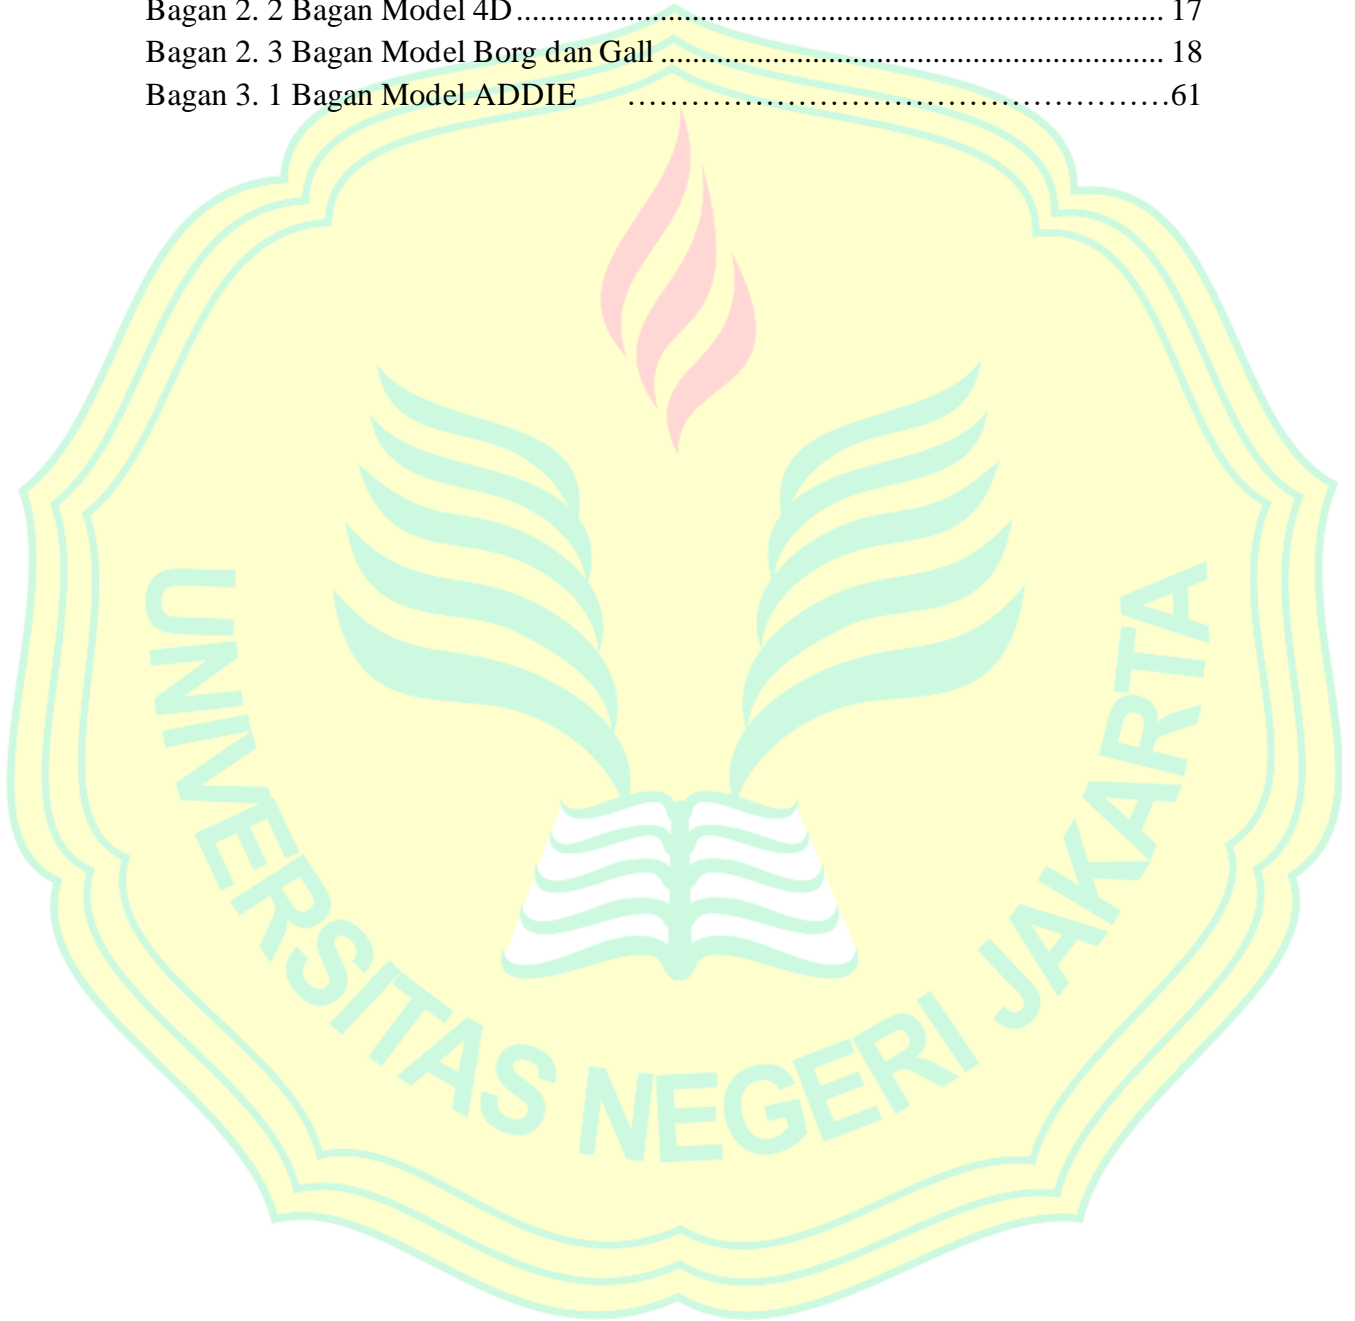 Bagan 2. 2 Bagan Model 4D.................................................................................. 17
Bagan 2. 3 Bagan Model Borg dan Gall ................................................................ 18
Bagan 3. 1 Bagan Model ADDIE ……………………………………………61
UNIVERSITAS NEGERI JAKARTA